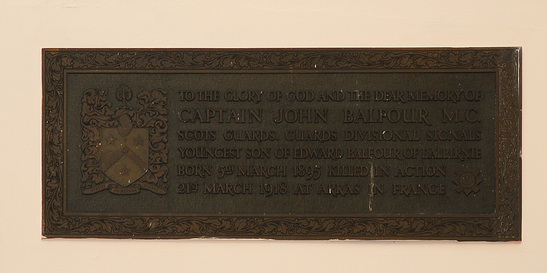 TO THE GLORY OF GOD AND THE DEAR MEMORY OF
CAPTAIN JOHN BALFOUR M.C.
SCOTS GUARDS, GUARDS DIVISIONAL SIGNALS
YOUNGEST SON OF EDWARD BALFOUR OF BALBIRNIE
BORN 5TH MARCH 1895 KILLED IN ACTION
21ST MARCH 1918 AT ARRAS IN FRANCE